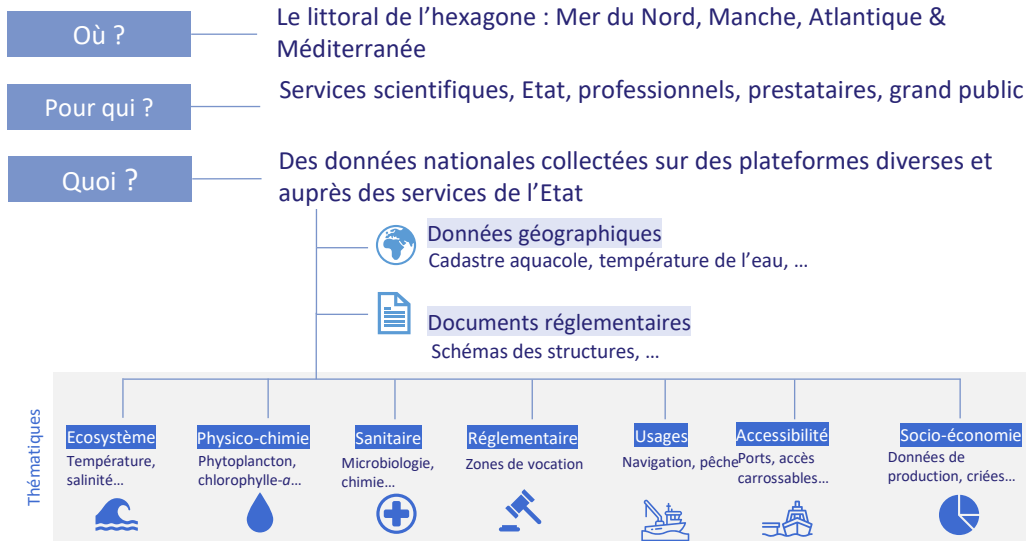 Où ?
Le littoral de l’hexagone : Mer du Nord, Manche, Atlantique &
Méditerranée
Pour qui ?
Services scientifiques, Etat, professionnels, prestataires, grand public
Quoi ?
Des données nationales collectées sur des plateformes diverses et
auprès des services de l’Etat
Données géographiques
Cadastre aquacole, température de l’eau, …
Documents réglementaires
Schémas des structures, …
Thématiques
Ecosystème
Température,
salinité…
Physico-chimie
Phytoplancton,
chlorophylle-a…
Sanitaire
Microbiologie,
chimie…
Réglementaire
Zones de vocation
Usages
Navigation, pêche
Accessibilité
Ports, accès
carrossables…
Socio-économie
Données de
production, criées…